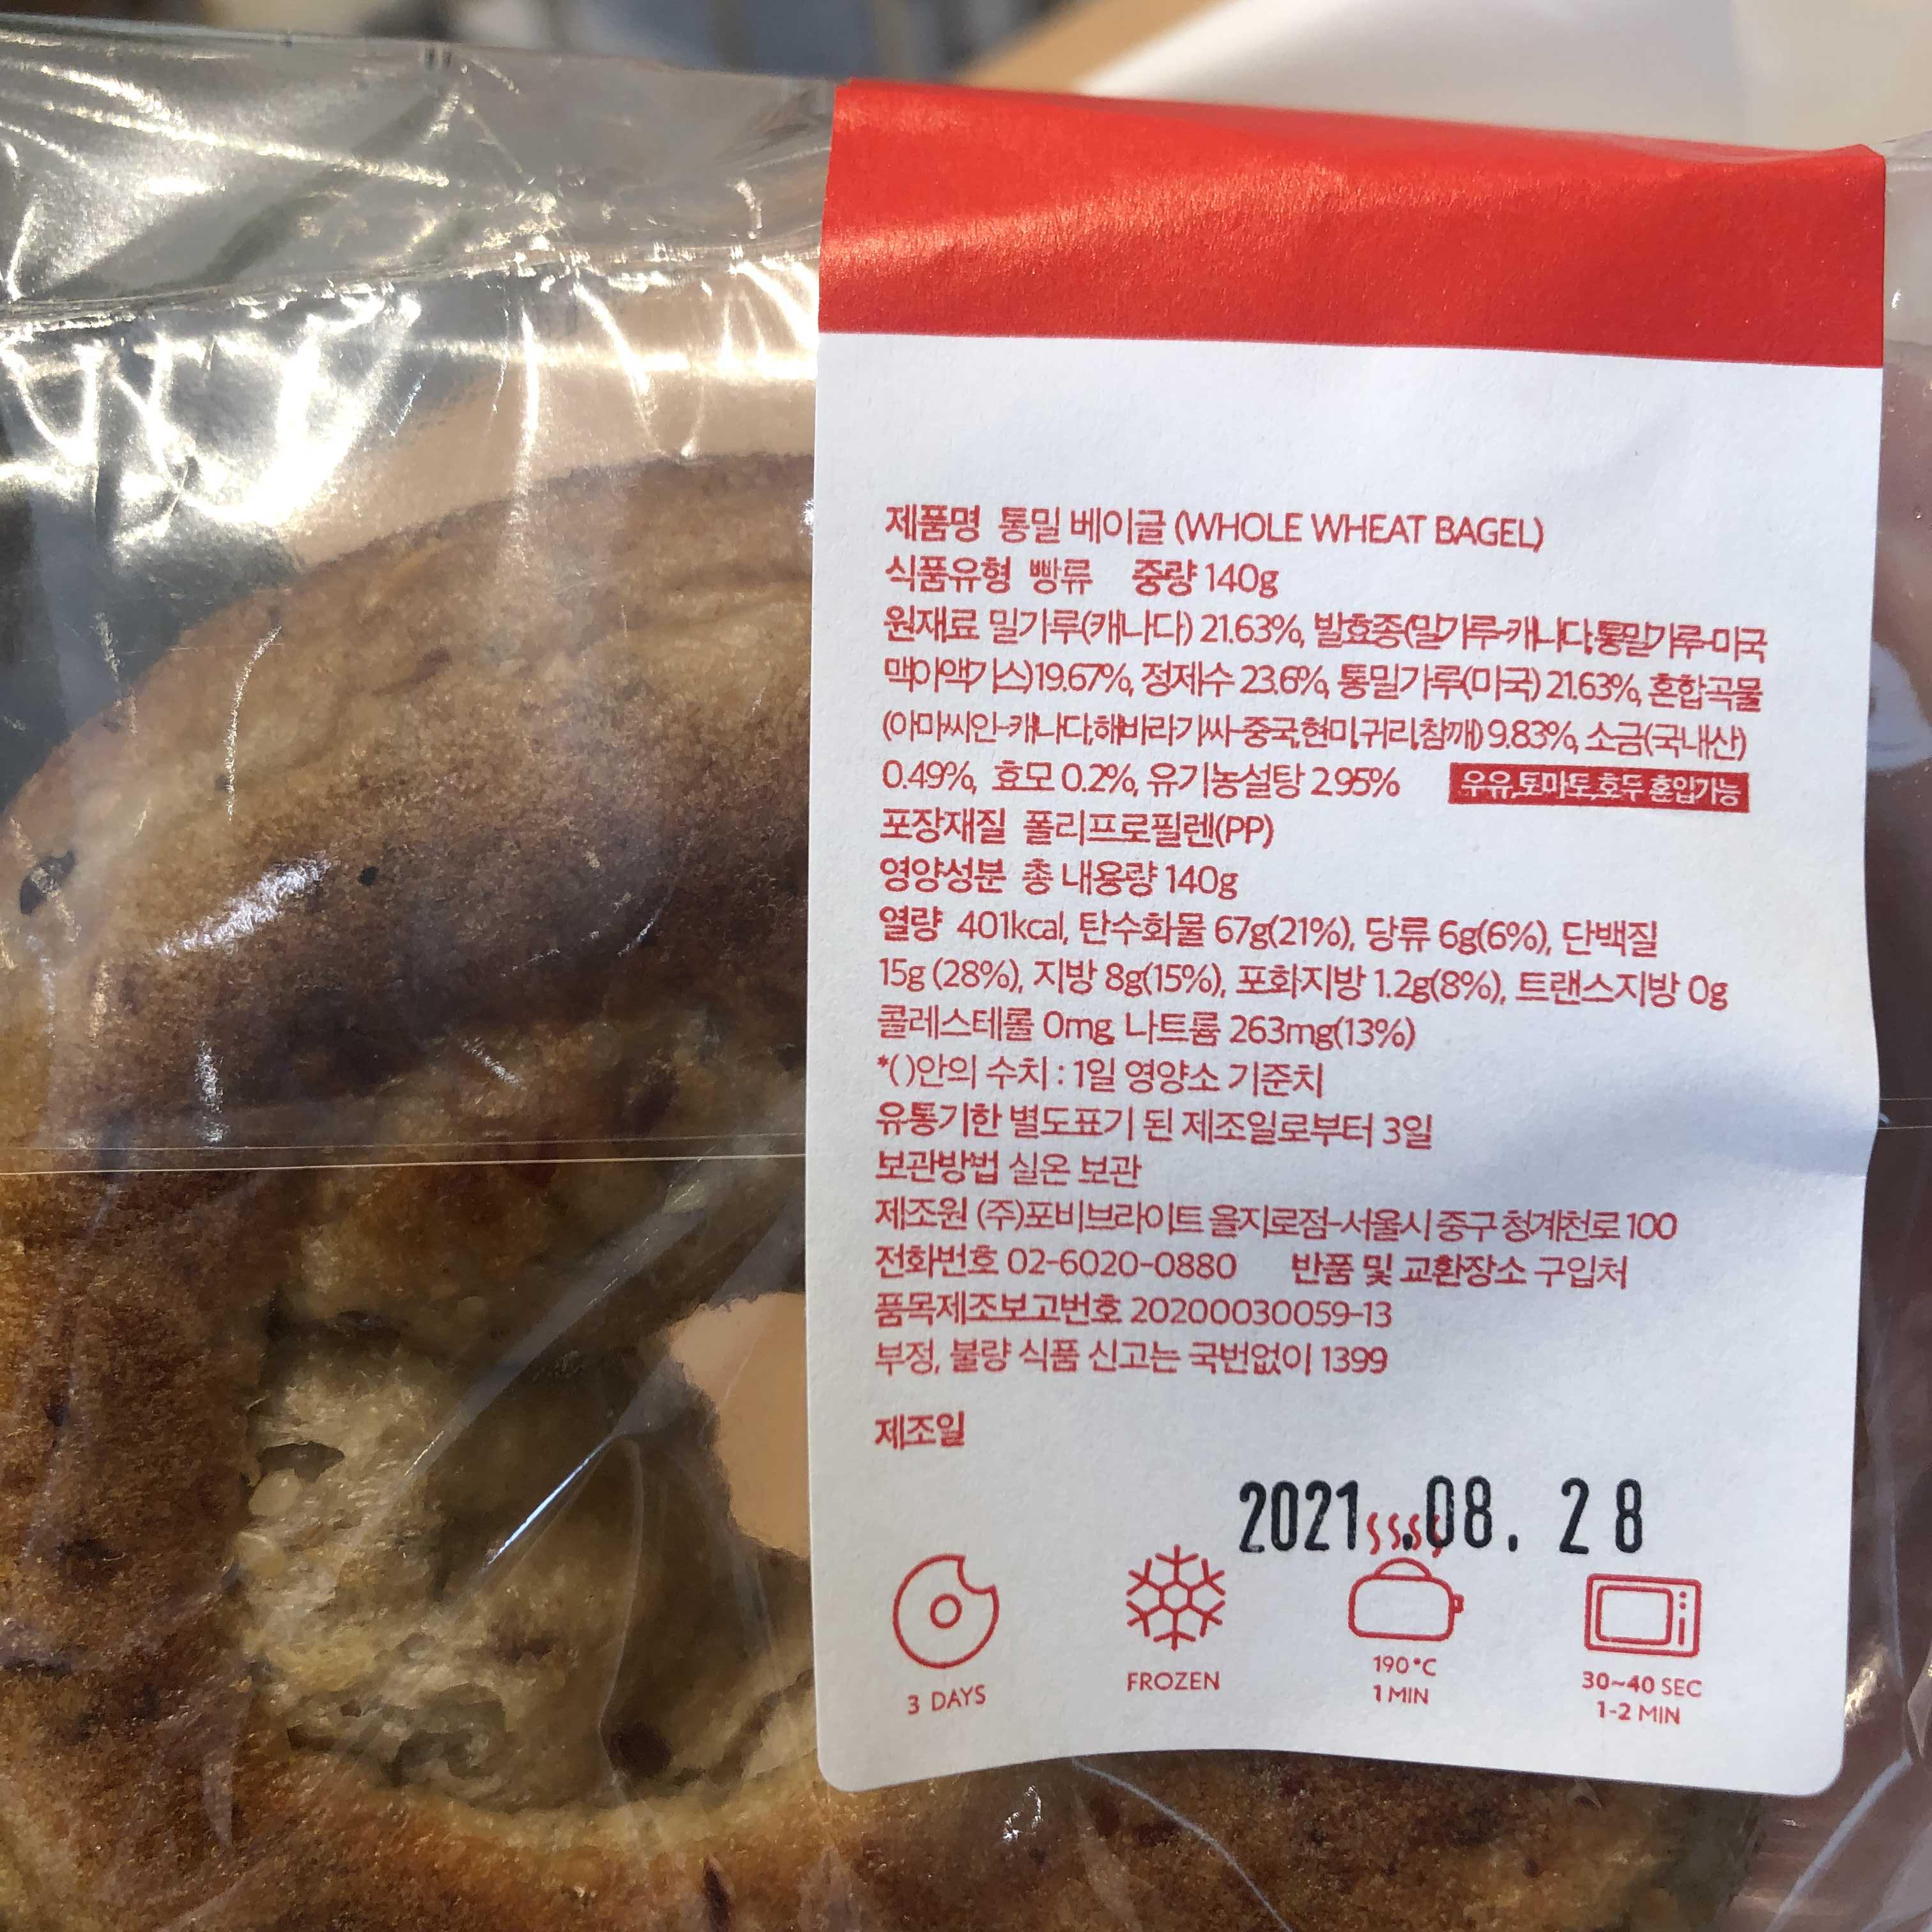 제품명 통밀 베이글 (WHOLE WHEAT BAGEL)
식품유형 빵류 중량 140g
원재료 밀가루(캐나다) 21.63%, 발효종(밀가루-캐나다,통밀가루-미국
맥아액기스)19.67%, 정제수 23.6%, 통밀가루(미국) 21.63%, 혼합곡물
(아마씨인-캐나다,해바라기씨-중국,현미,귀리,참깨) 9.83%, 소금(국내산)
0.49%, 효모 0.2%, 유기농설탕 2.95% 우유,토마토,호두 혼입가능
포장재질 폴리프로필렌(PP)
영양성분 총 내용량 140g
열량 401kcal, 탄수화물 67g(21%), 당류 6g(6%), 단백질
15g (28%), 지방 8g(15%), 포화지방 1.2g(8%), 트랜스지방 0g
콜레스테롤 0mg, 나트륨 263mg(13%)
*( )안의 수치 : 1일 영양소 기준치
유통기한 별도표기 된 제조일로부터 3일
보관방법 실온 보관
제조원 (주)포비브라이트 을지로점-서울시 중구 청계천로 100
전화번호 02-6020-0880 반품 및 교환장소 구입처
품목제조보고번호 20200030059-13
부정, 불량 식품 신고는 국번없이 1399
제조일
2021. 08. 28
3 DAYS
FROZEN
190°C
1 MIN
30~40 SEC
1-2 MIN